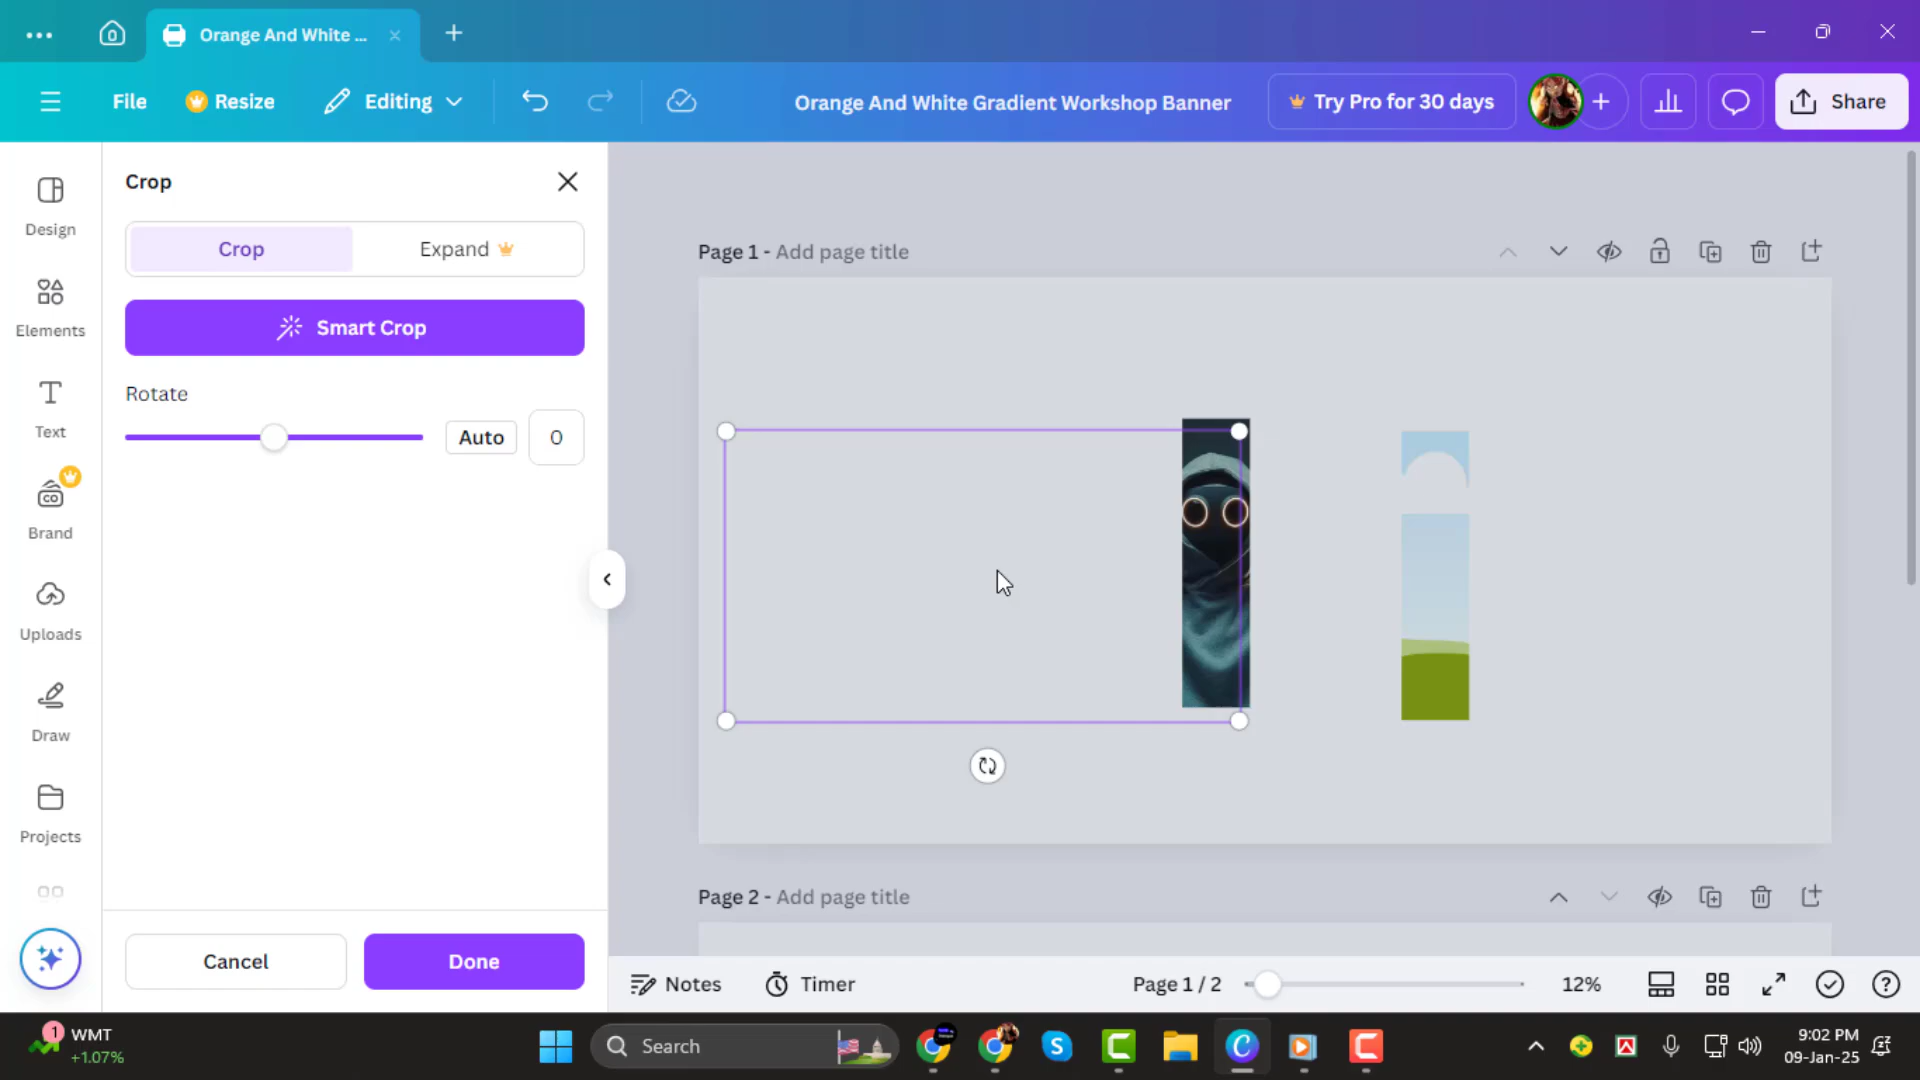 Orange And White ...
File
Resize
Editing
Orange And White Gradient Workshop Banner
Try Pro for 30 days
Share
Design
Elements
Text
Brand
CO
Uploads
Draw
Projects
Crop
Crop
Expand
Smart Crop
Rotate
Auto
0
Cancel
Done
Page 1 - Add page title
Page 2 - Add page title
Notes
Timer
Page 1 / 2
12%
1
WMT
+1.07%
Search
9:02 PM
09-Jan-25